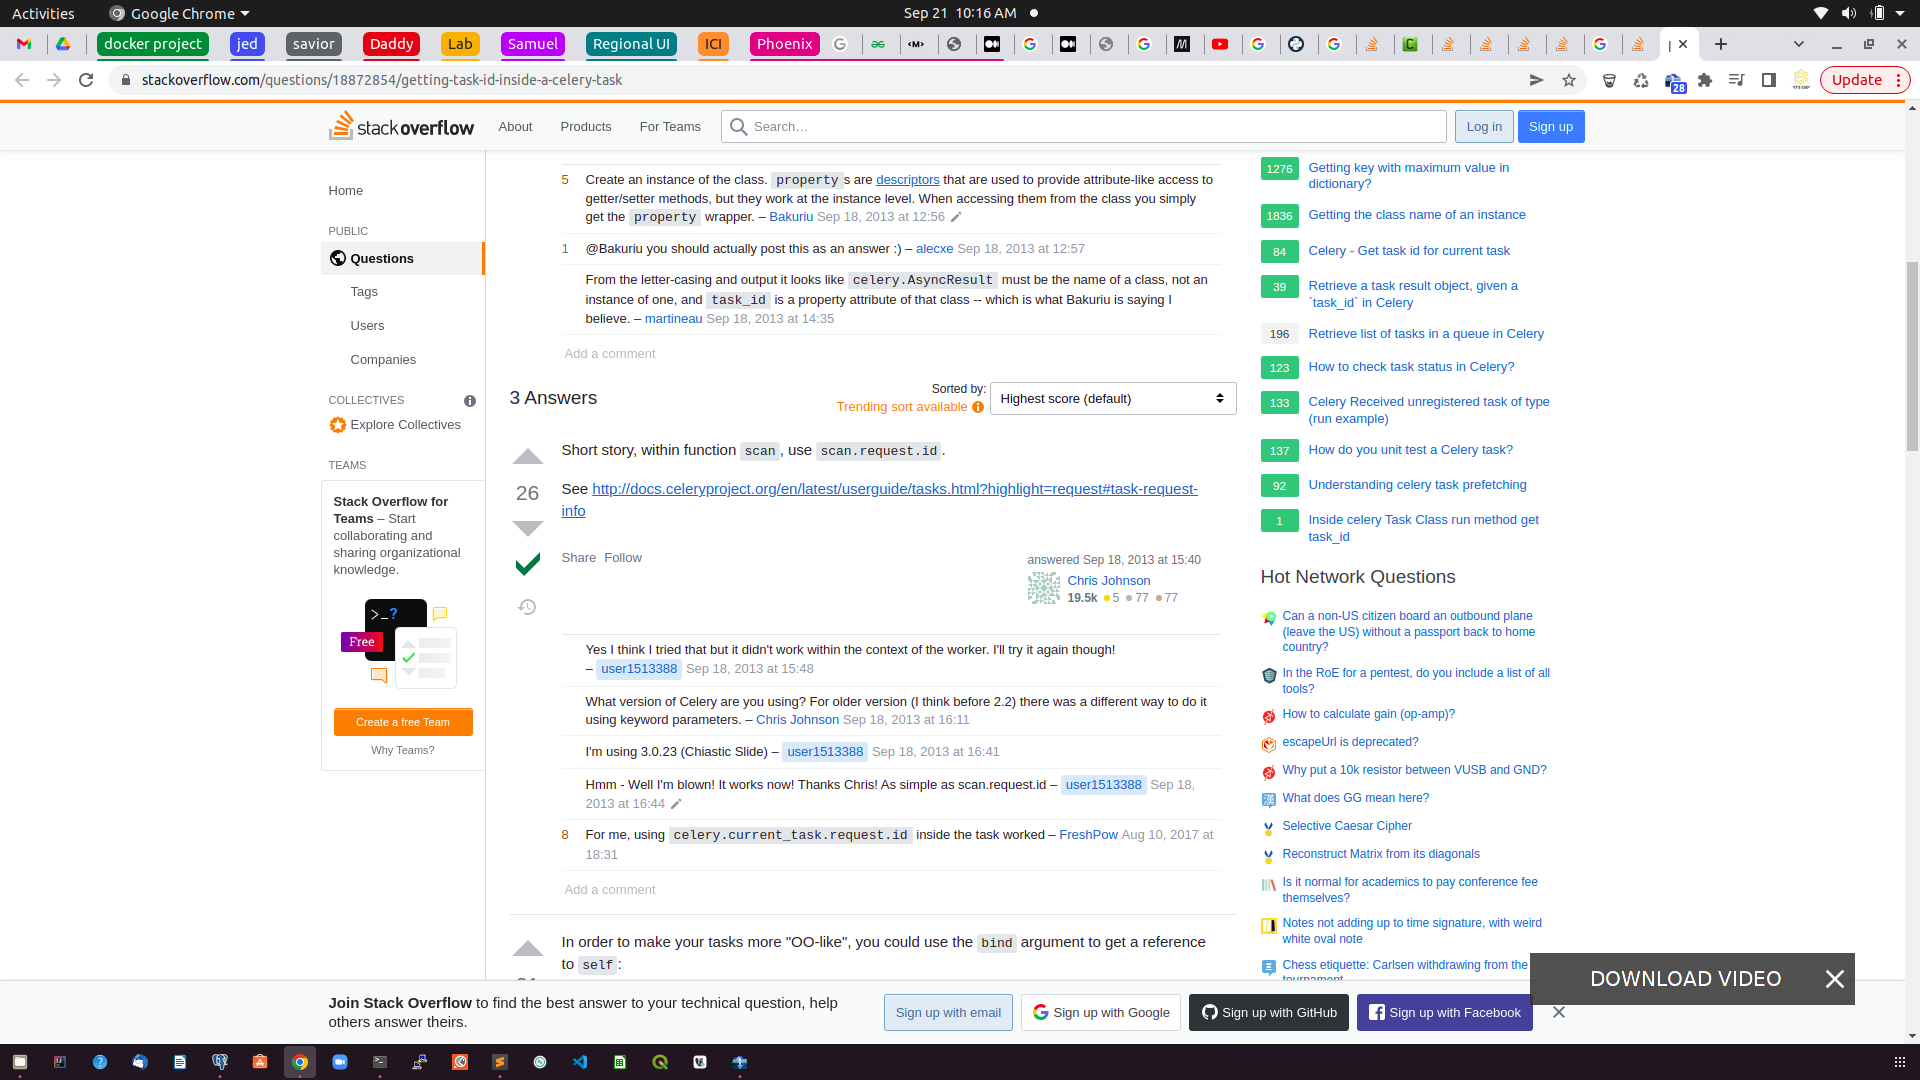 Activities
Google Chrome
Sep 21 10:16 AM
docker project
jed
savior
Daddy
Lab
Samuel
Regional UI
ICI
Phoenix
stackoverflow.com/questions/18872854/getting-task-id-inside-a-celery-task
28
Update
stackoverflow
About
Products
For Teams
Search…
Log in
Sign up
Home
PUBLIC
Questions
Tags
Users
Companies
COLLECTIVES
Explore Collectives
TEAMS
Stack Overflow for
Teams – Start
collaborating and
sharing organizational
knowledge.
>_?
Free
Create a free Team
Why Teams?
5 Create an instance of the class. property s are descriptors that are used to provide attribute-like access to
getter/setter methods, but they work at the instance level. When accessing them from the class you simply
get the property wrapper. – Bakuriu Sep 18, 2013 at 12:56
1 @Bakuriu you should actually post this as an answer :) – alecxe Sep 18, 2013 at 12:57
From the letter-casing and output it looks like celery.AsyncResult must be the name of a class, not an
instance of one, and task_id is a property attribute of that class -- which is what Bakuriu is saying I
believe. – martineau Sep 18, 2013 at 14:35
Add a comment
3 Answers
Sorted by:
Trending sort available
Highest score (default)
26
Short story, within function scan , use scan.request.id .
See http://docs.celeryproject.org/en/latest/userguide/tasks.html?highlight=request#task-request-
info
Share Follow
answered Sep 18, 2013 at 15:40
Chris Johnson
19.5k 5 77 77
Yes I think I tried that but it didn't work within the context of the worker. I'll try it again though!
– user1513388 Sep 18, 2013 at 15:48
What version of Celery are you using? For older version (I think before 2.2) there was a different way to do it
using keyword parameters. – Chris Johnson Sep 18, 2013 at 16:11
I'm using 3.0.23 (Chiastic Slide) – user1513388 Sep 18, 2013 at 16:41
Hmm - Well I'm blown! It works now! Thanks Chris! As simple as scan.request.id – user1513388 Sep 18,
2013 at 16:44
8 For me, using celery.current_task.request.id inside the task worked – FreshPow Aug 10, 2017 at
18:31
Add a comment
In order to make your tasks more "OO-like", you could use the bind argument to get a reference
to self :
1276 Getting key with maximum value in
dictionary?
1836 Getting the class name of an instance
84 Celery - Get task id for current task
39 Retrieve a task result object, given a
`task_id` in Celery
196 Retrieve list of tasks in a queue in Celery
123 How to check task status in Celery?
133 Celery Received unregistered task of type
(run example)
137 How do you unit test a Celery task?
92 Understanding celery task prefetching
1 Inside celery Task Class run method get
task_id
Hot Network Questions
Can a non-US citizen board an outbound plane
(leave the US) without a passport back to home
country?
In the RoE for a pentest, do you include a list of all
tools?
How to calculate gain (op-amp)?
escapeUrl is deprecated?
Why put a 10k resistor between VUSB and GND?
What does GG mean here?
Selective Caesar Cipher
Reconstruct Matrix from its diagonals
Is it normal for academics to pay conference fee
themselves?
Notes not adding up to time signature, with weird
white oval note
Chess etiquette: Carlsen withdrawing from the
DOWNLOAD VIDEO
Join Stack Overflow to find the best answer to your technical question, help
others answer theirs.
Sign up with email
Sign up with Google
Sign up with GitHub
Sign up with Facebook